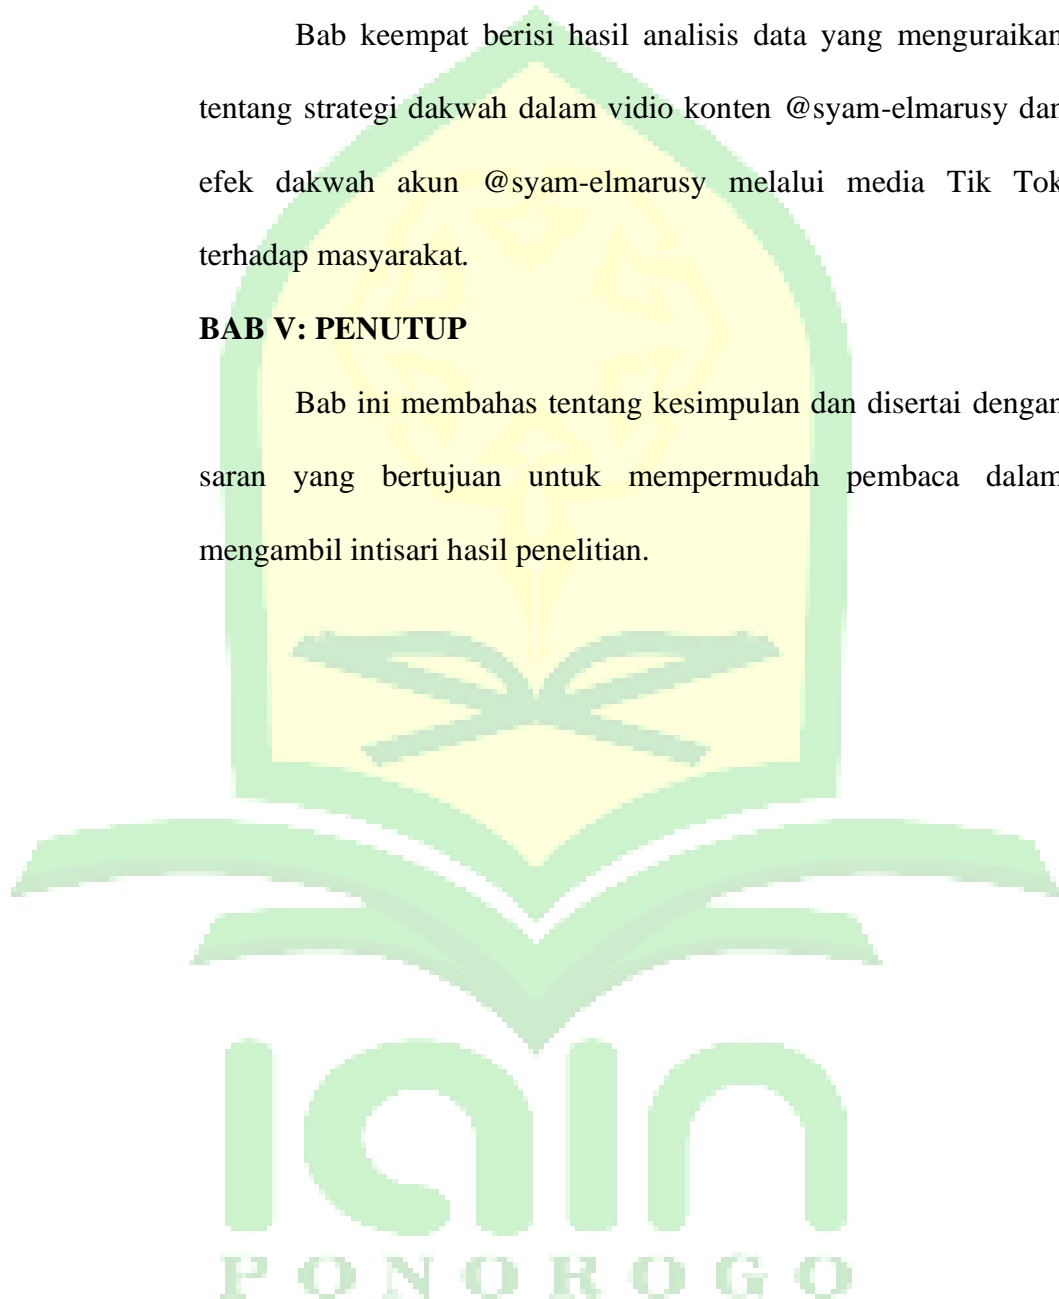 Bab keempat berisi hasil analisis data yang menguraikan
tentang strategi dakwah dalam vidio konten @syam-elmarusy dan
efek dakwah akun @syam-elmarusy melalui media Tik Tok
terhadap masyarakat.
BAB V: PENUTUP
Bab ini membahas tentang kesimpulan dan disertai dengan
saran yang bertujuan untuk mempermudah pembaca dalam
mengambil intisari hasil penelitian.
iain
PONOROGO